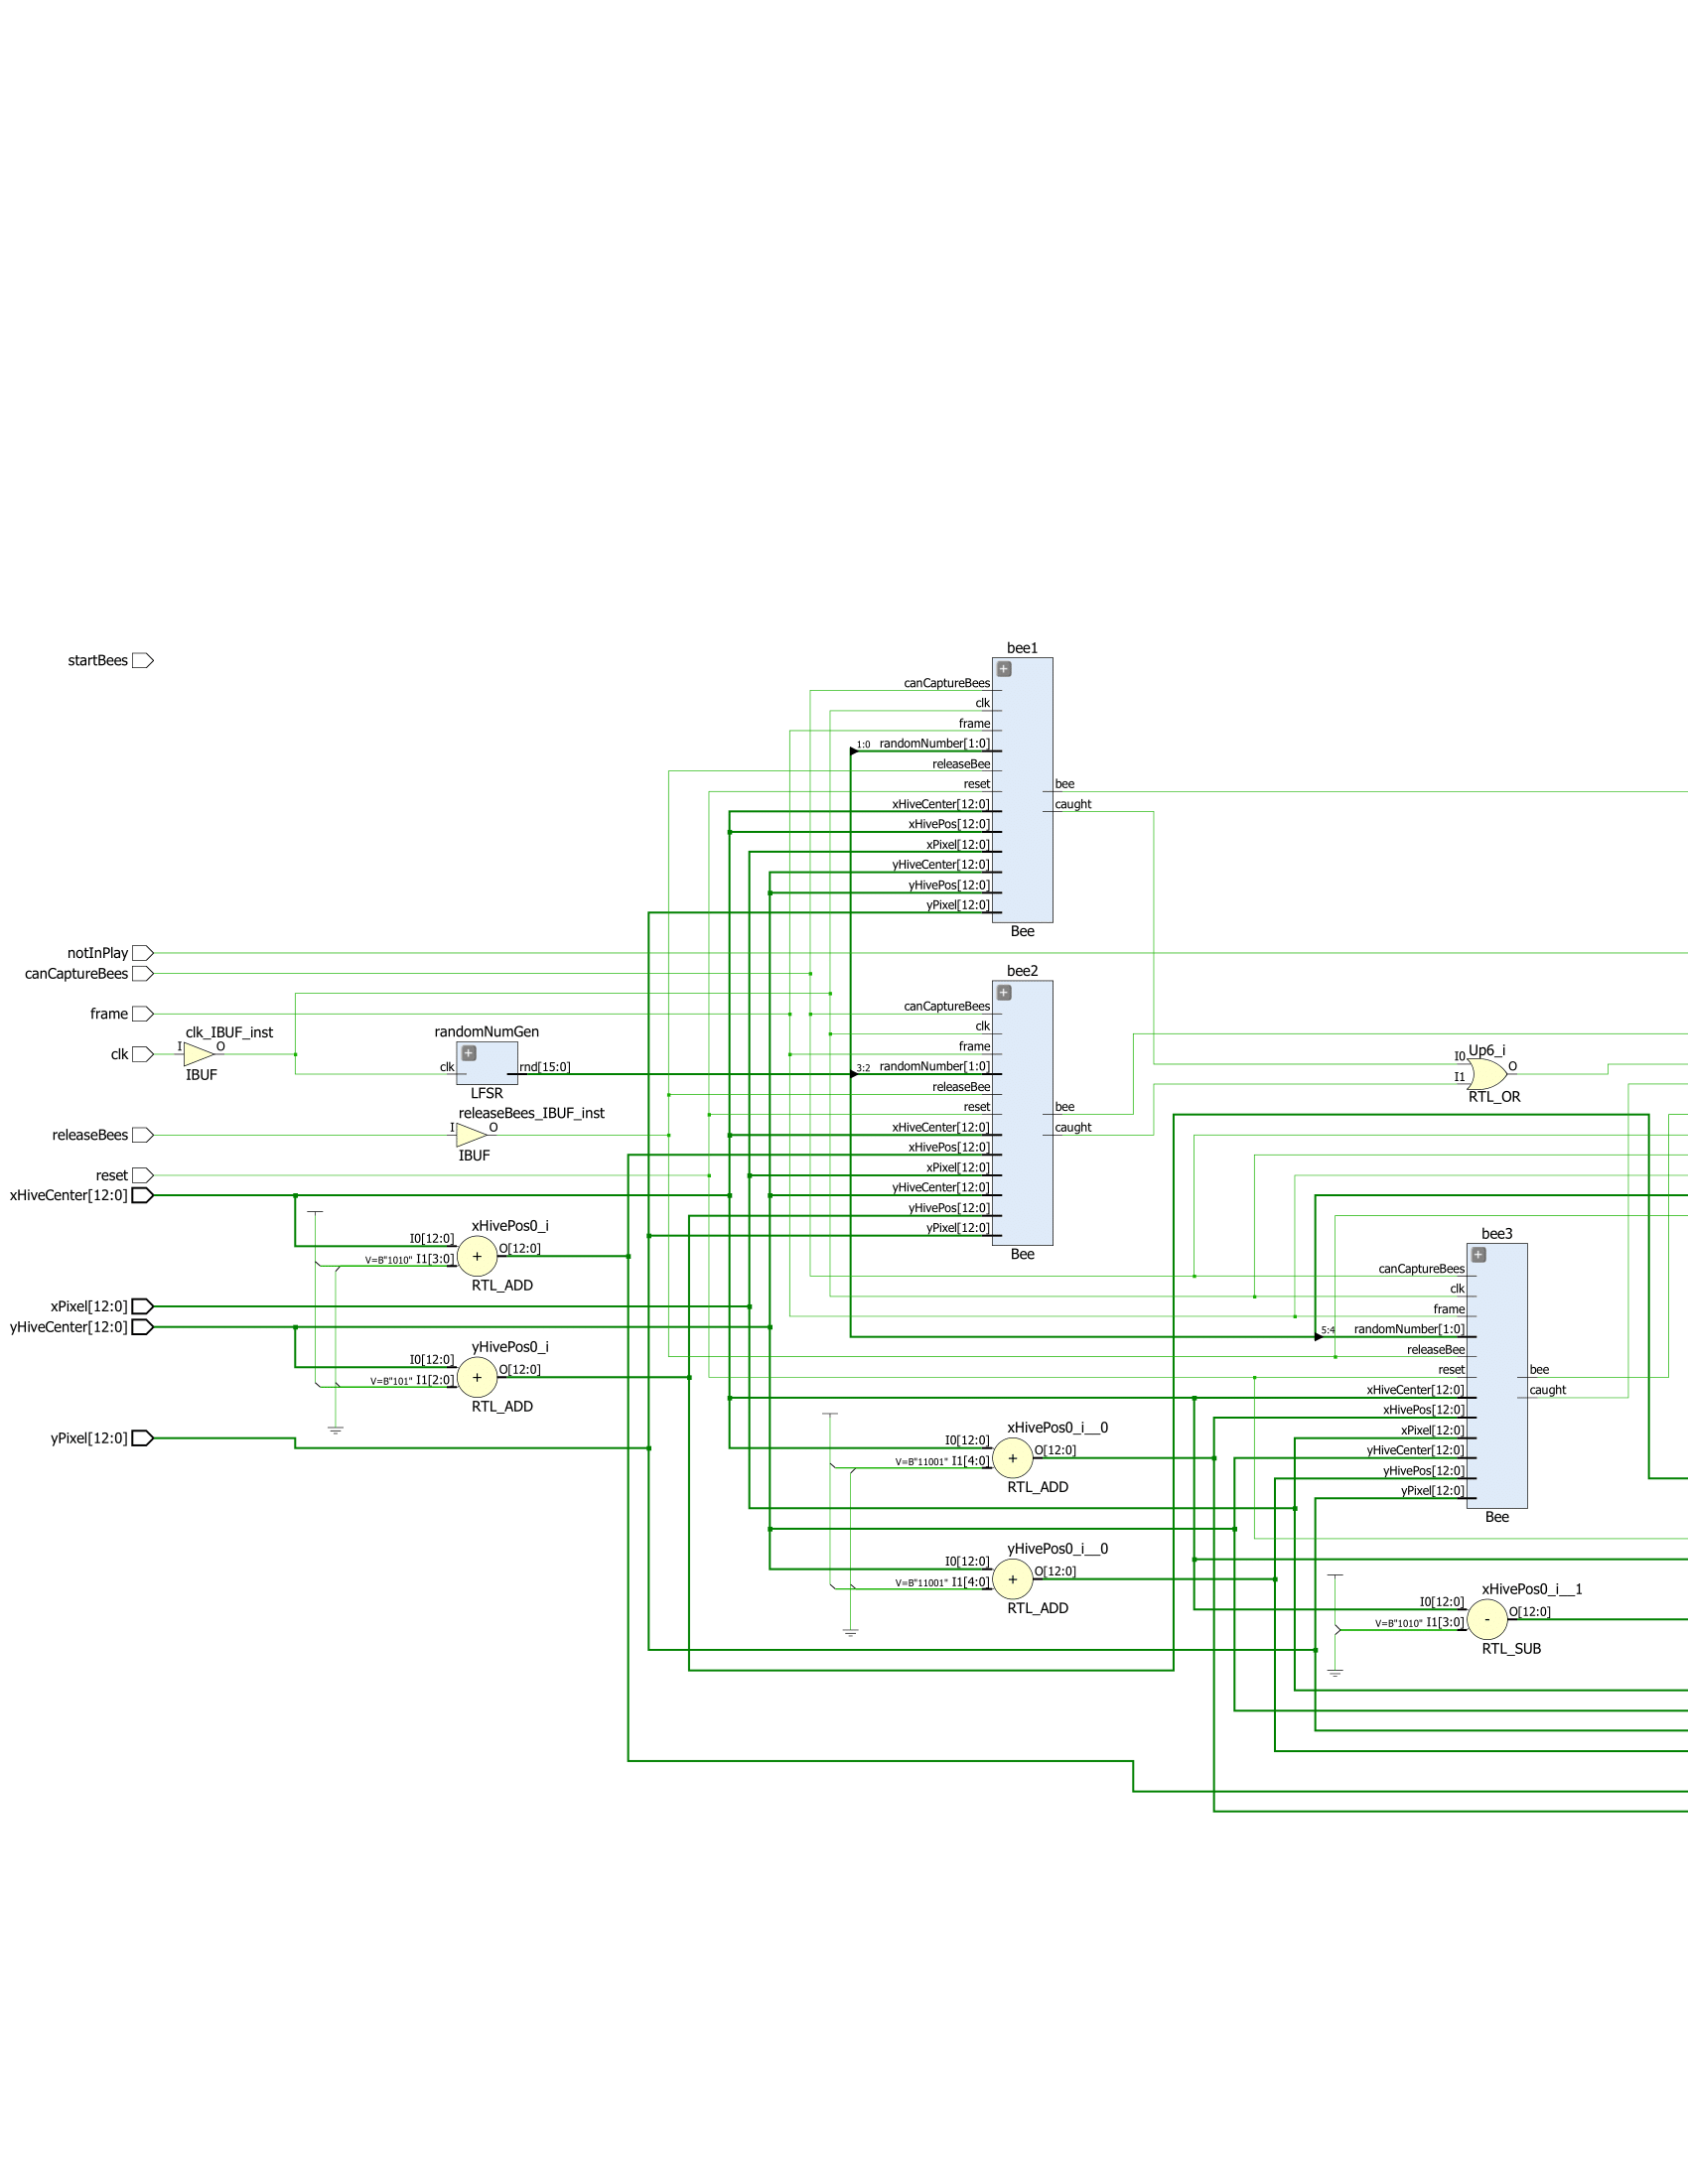 startBees
notInPlay
canCaptureBees
frame
clk
releaseBees
reset
xHiveCenter[12:0]
xPixel[12:0]
yHiveCenter[12:0]
yPixel[12:0]
clk_IBUF_inst
I
O
IBUF
randomNumGen
clk
rnd[15:0]
LFSR
releaseBees_IBUF_inst
I
O
IBUF
xHivePos0_i
I0[12:0]
V=B"1010" I1[3:0]
+
O[12:0]
RTL_ADD
yHivePos0_i
I0[12:0]
V=B"101" I1[2:0]
+
O[12:0]
RTL_ADD
bee1
canCaptureBees
clk
frame
1:0 randomNumber[1:0]
releaseBee
reset
xHiveCenter[12:0]
xHivePos[12:0]
xPixel[12:0]
yHiveCenter[12:0]
yHivePos[12:0]
yPixel[12:0]
bee
caught
Bee
bee2
canCaptureBees
clk
frame
3:2 randomNumber[1:0]
releaseBee
reset
xHiveCenter[12:0]
xHivePos[12:0]
xPixel[12:0]
yHiveCenter[12:0]
yHivePos[12:0]
yPixel[12:0]
bee
caught
Bee
xHivePos0_i__0
I0[12:0]
V=B"11001" I1[4:0]
+
O[12:0]
RTL_ADD
yHivePos0_i__0
I0[12:0]
V=B"11001" I1[4:0]
+
O[12:0]
RTL_ADD
Up6_i
I0
I1
O
RTL_OR
bee3
canCaptureBees
clk
frame
5:4 randomNumber[1:0]
releaseBee
reset
xHiveCenter[12:0]
xHivePos[12:0]
xPixel[12:0]
yHiveCenter[12:0]
yHivePos[12:0]
yPixel[12:0]
bee
caught
Bee
xHivePos0_i__1
I0[12:0]
V=B"1010" I1[3:0]
-
O[12:0]
RTL_SUB